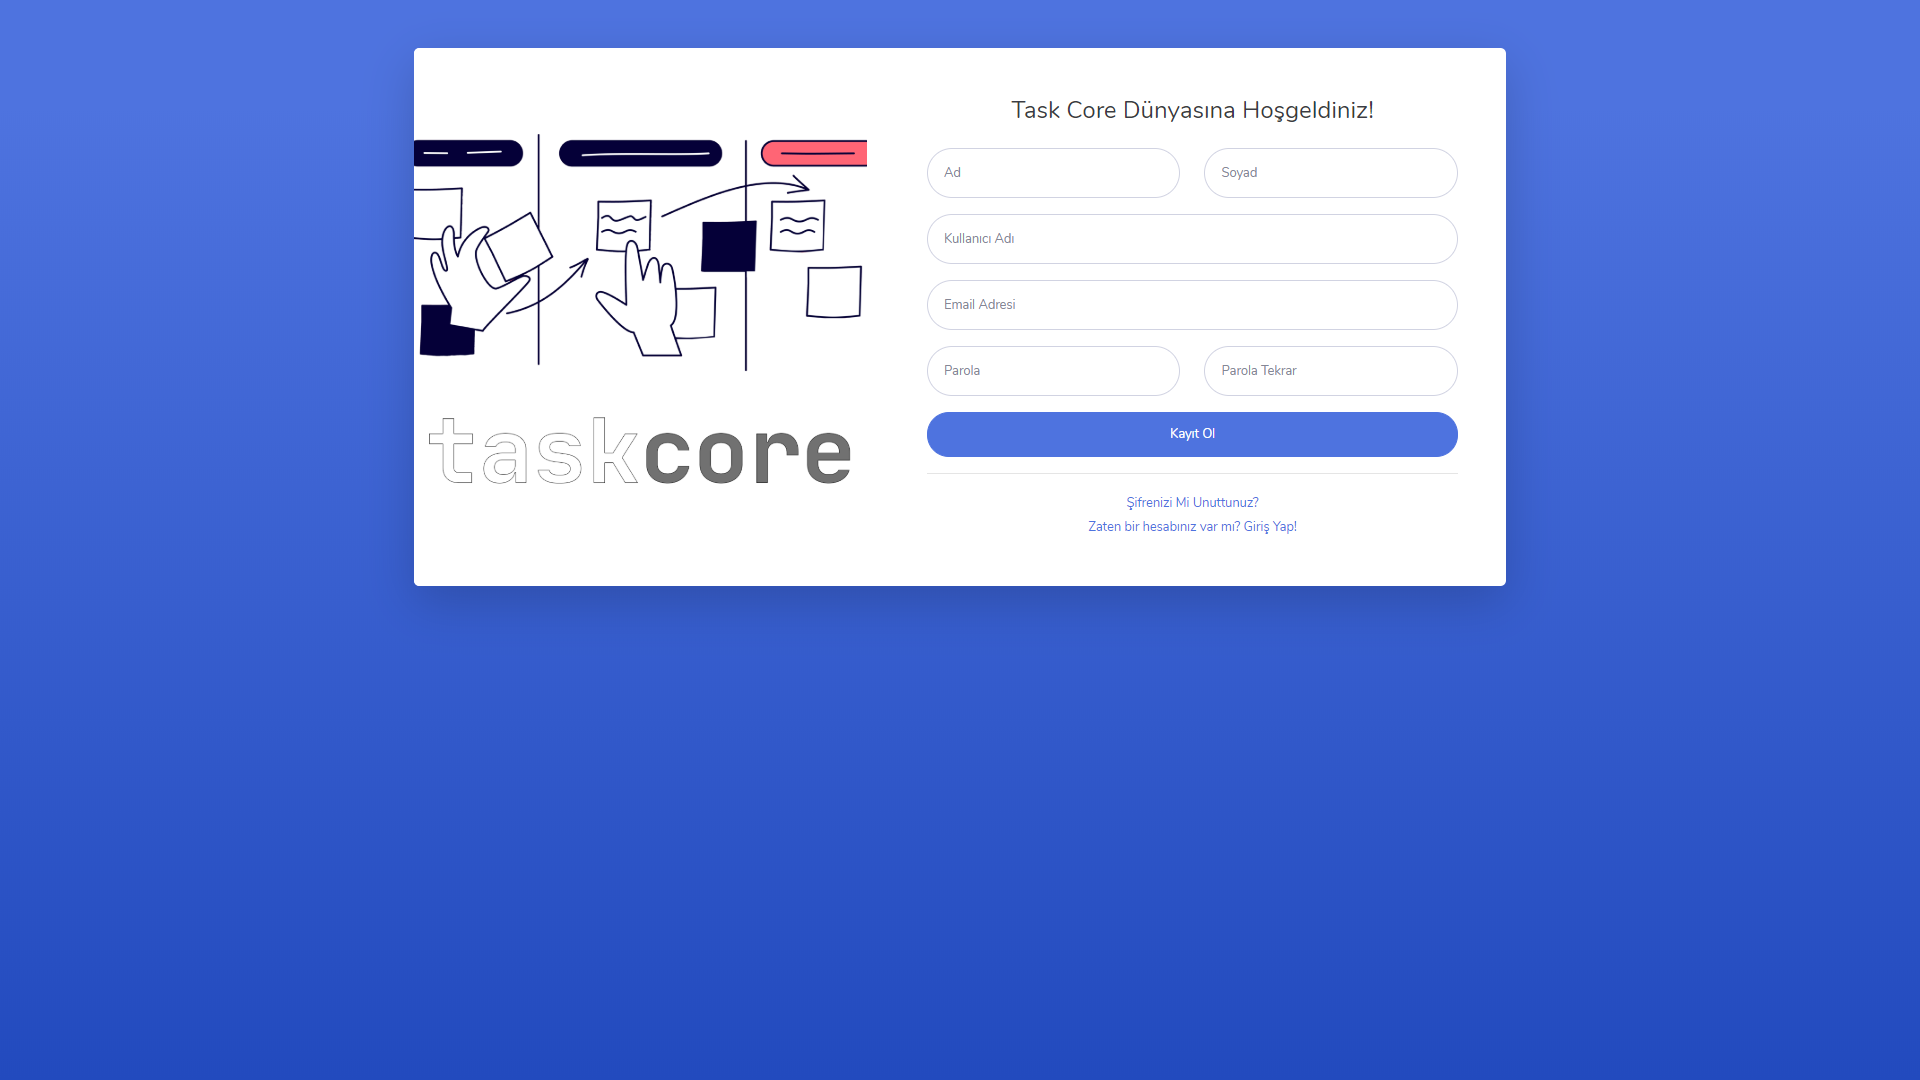 taskcore
Task Core Dünyasına Hoşgeldiniz!
Ad
Soyad
Kullanıcı Adı
Email Adresi
Parola
Parola Tekrar
Kayıt Ol
Şifrenizi Mi Unuttunuz?
Zaten bir hesabınız var mı? Giriş Yap!